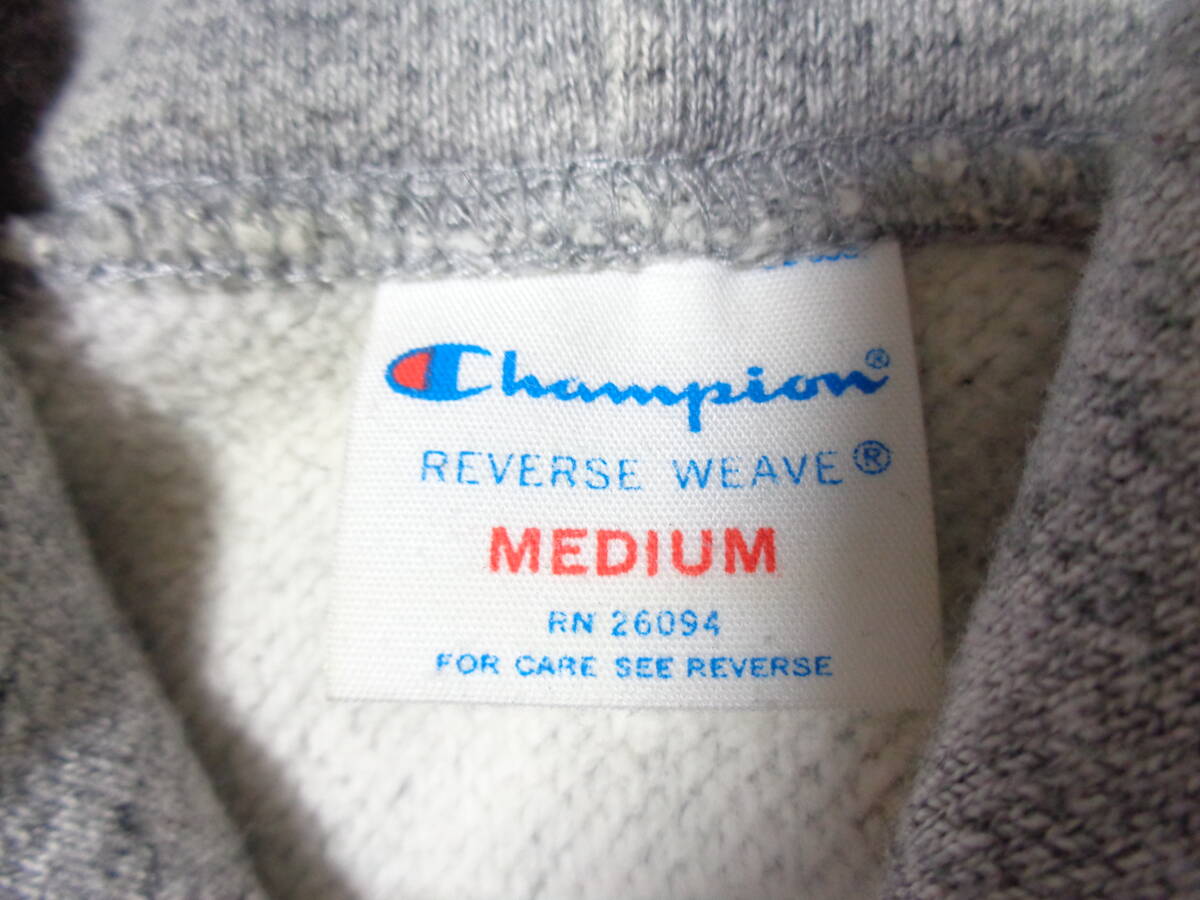 Champion®
REVERSE WEAVE®
MEDIUM
RN 26094
FOR CARE SEE REVERSE